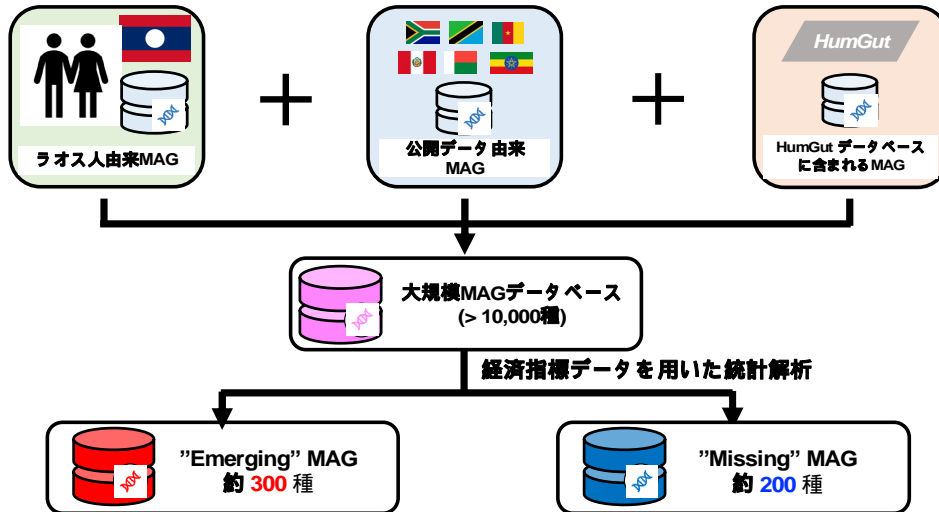 HumGut
ラオス人由来MAG
公開データ由来
MAG
HumGut データベース
に含まれるMAG
大規模MAGデータベース
(> 10,000種)
経済指標データを用いた統計解析
”Emerging” MAG
約 300 種
”Missing” MAG
約 200 種